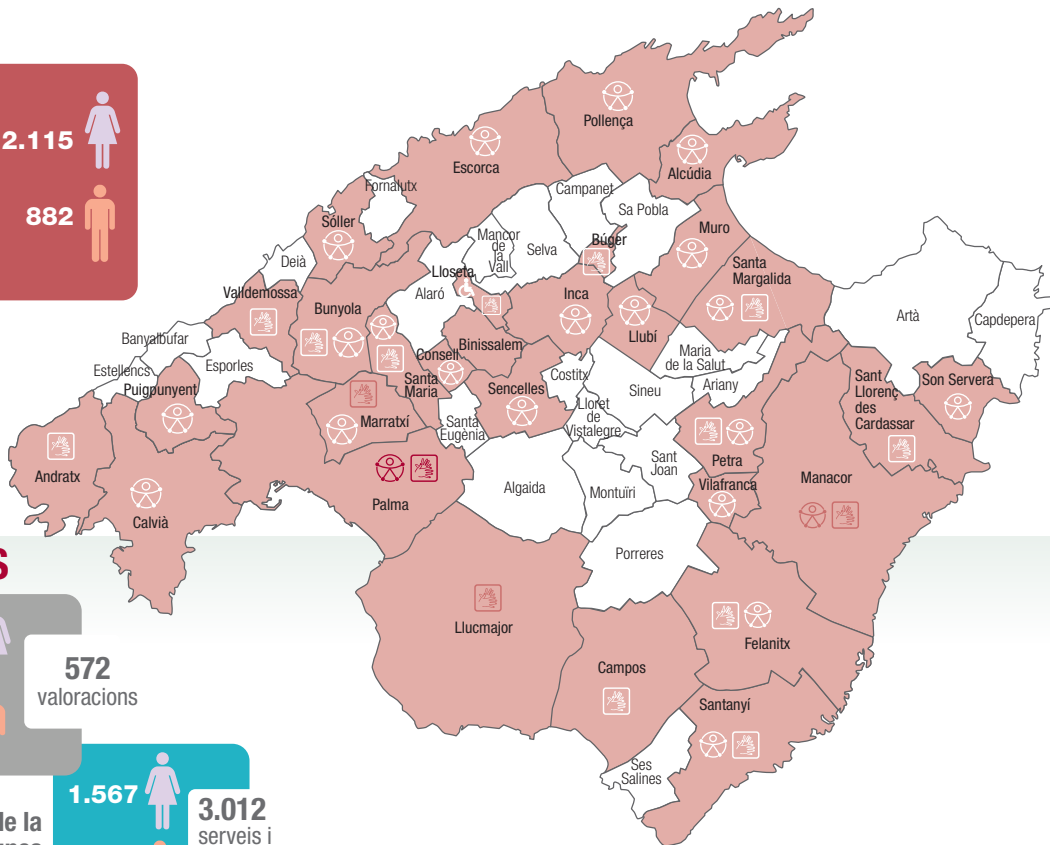 2.115
882
Pollença
Escorca
Alcúdia
Fornalutx
Campanet
Sa Pobla
Sóller
Muro
Mancor
de
la
Vall
Selva
Búger
Deià
Lloseta
Santa
Margalida
Valldemossa
Alaró
Inca
Bunyola
Artà
Capdepera
Llubí
Banyalbufar
Consell
Binissalem
Maria
de la Salut
Estellencs
Esporles
Costitx
Puigpunyent
Santa
Maria
Sencelles
Sineu
Ariany
Sant
Llorenç
des
Cardassar
Son Servera
Lloret
de
Vistalegre
Marratxí
Santa
Eugènia
Petra
Sant
Joan
Andratx
Vilafranca
Manacor
Algaida
Montuïri
Palma
Calvià
Porreres
Llucmajor
Felanitx
Campos
Santanyí
Ses
Salines
S
572
valoracions
1.567
3.012
serveis i
de la